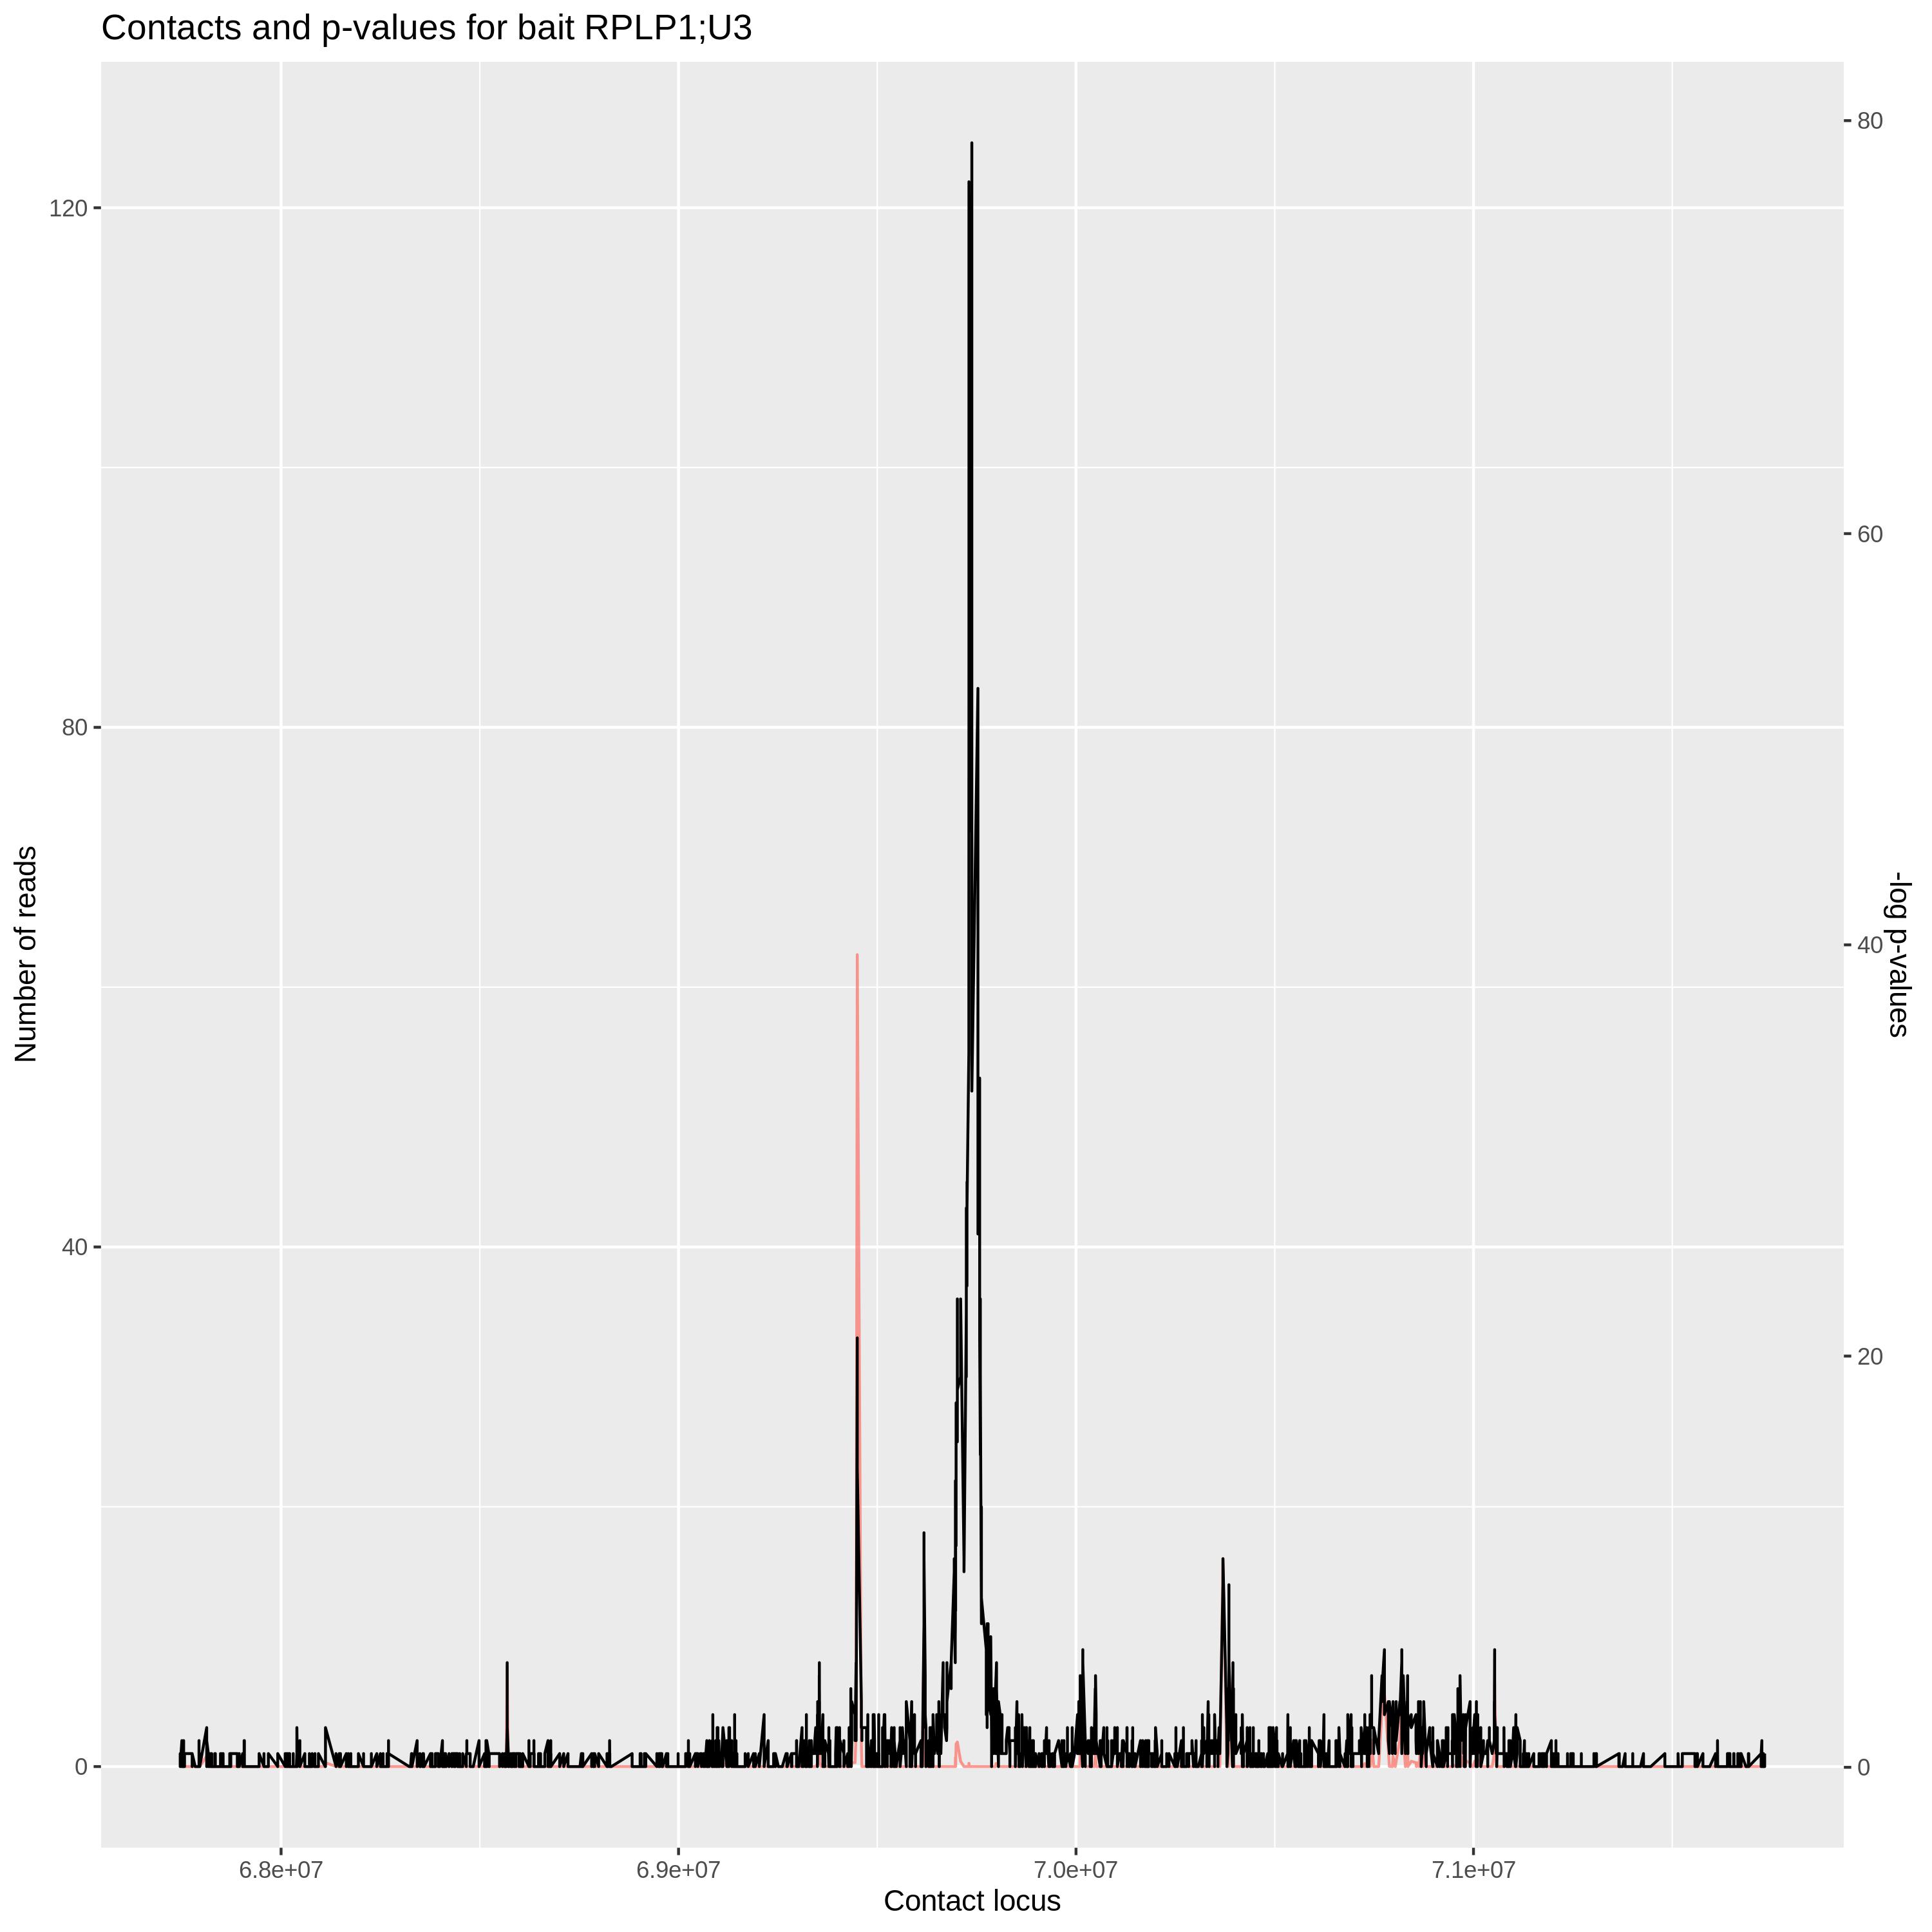 Contacts and p-values for bait RPLP1;U3
120
80
40
0
Number of reads
80
60
40
20
0
-log p-values
6.8e+07
6.9e+07
7.0e+07
7.1e+07
Contact locus